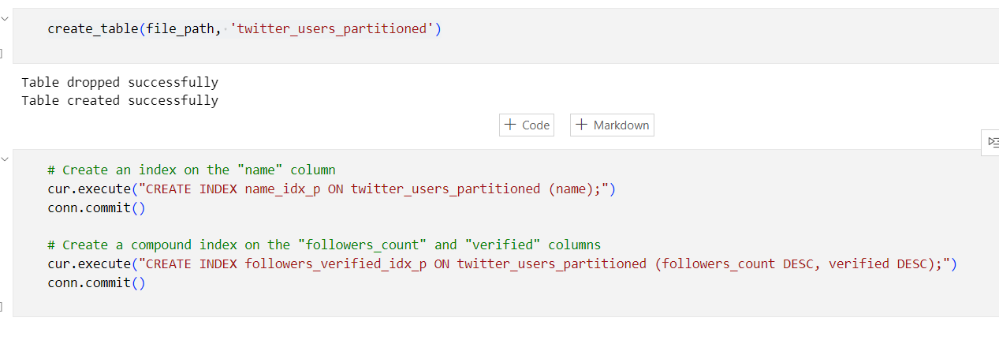 create_table(file_path, 'twitter_users_partitioned')
Table dropped successfully
Table created successfully
+ Code + Markdown
# Create an index on the "name" column
cur.execute("CREATE INDEX name_idx_p ON twitter_users_partitioned (name);")
conn.commit()
# Create a compound index on the "followers_count" and "verified" columns
cur.execute("CREATE INDEX followers_verified_idx_p ON twitter_users_partitioned (followers_count DESC, verified DESC);")
conn.commit()